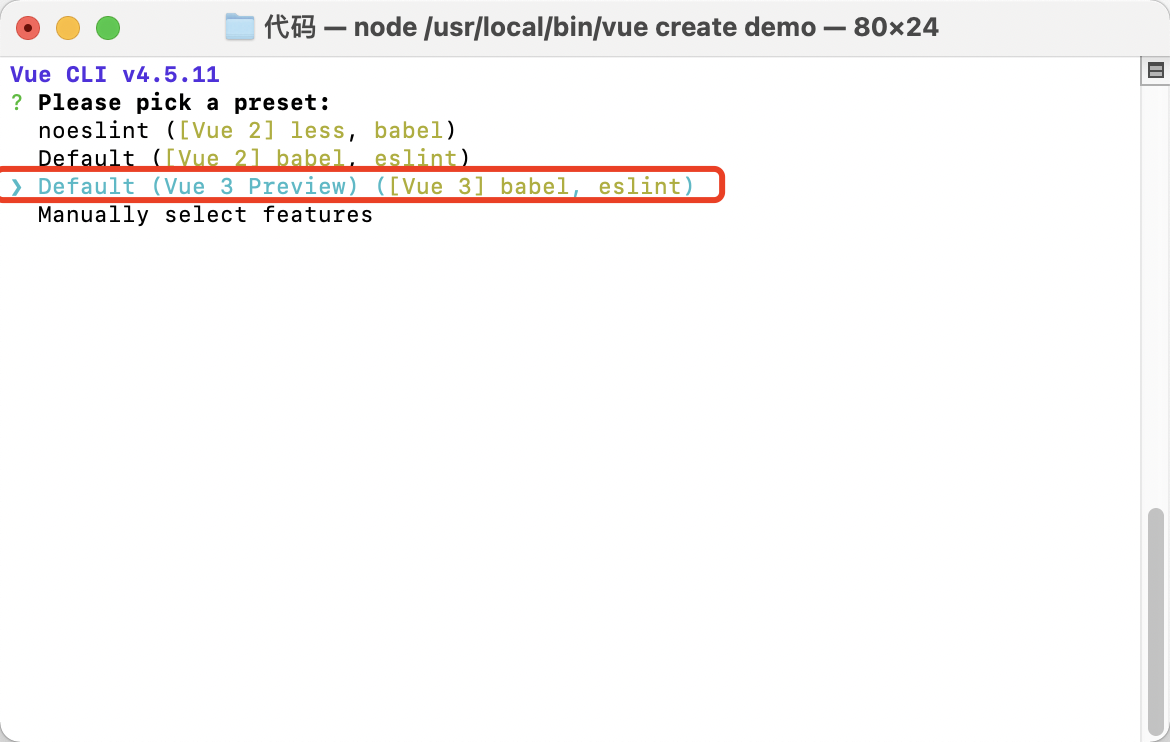 代码 — node /usr/local/bin/vue create demo — 80×24
Vue CLI v4.5.11
? Please pick a preset:
noeslint ([Vue 2] less, babel)
Default ([Vue 2] babel, eslint)
❯ Default (Vue 3 Preview) ([Vue 3] babel, eslint)
Manually select features